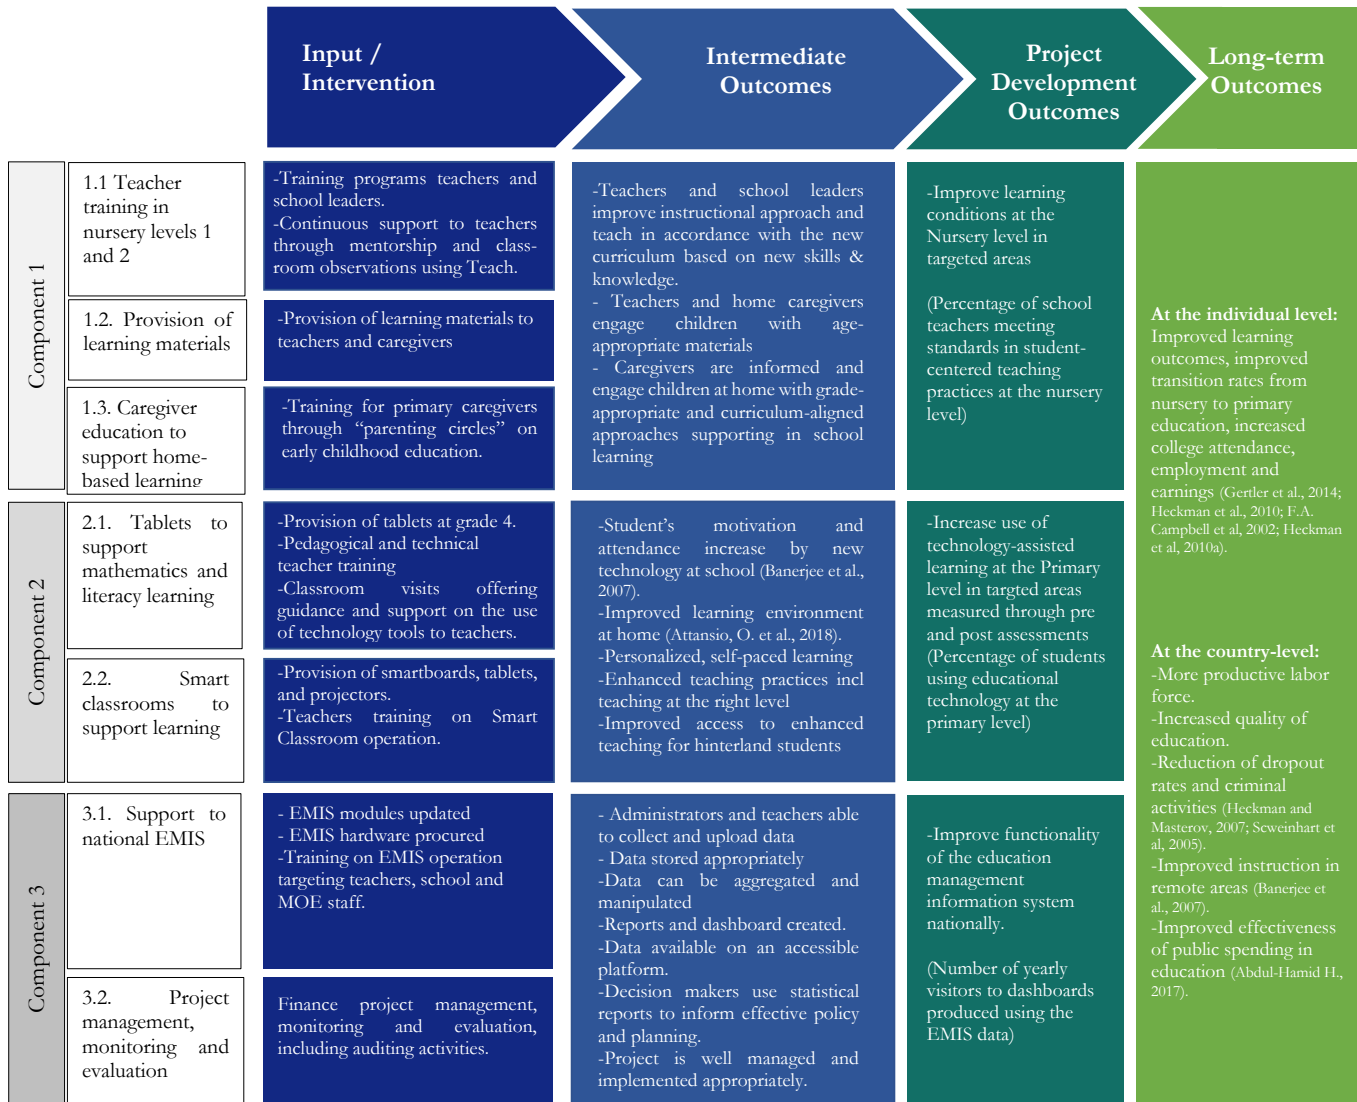 Input /
Intervention
Intermediate
Outcomes
Project
Development
Outcomes
Long-term
Outcomes
Component 1
1.1 Teacher
training in
nursery levels 1
and 2
-Training programs teachers and
school leaders.
-Continuous support to teachers
through mentorship and class-
room observations using Teach.
1.2. Provision of
learning materials
-Provision of learning materials to
teachers and caregivers
1.3. Caregiver
education to
support home-
based learning
-Training for primary caregivers
through “parenting circles” on
early childhood education.
-Teachers and school leaders
improve instructional approach and
teach in accordance with the new
curriculum based on new skills &
knowledge.
- Teachers and home caregivers
engage children with age-
appropriate materials
- Caregivers are informed and
engage children at home with grade-
appropriate and curriculum-aligned
approaches supporting in school
learning
-Improve learning
conditions at the
Nursery level in
targeted areas
(Percentage of school
teachers meeting
standards in student-
centered teaching
practices at the nursery
level)
Component 2
2.1. Tablets to
support
mathematics and
literacy learning
-Provision of tablets at grade 4.
-Pedagogical and technical
teacher training
-Classroom visits offering
guidance and support on the use
of technology tools to teachers.
2.2. Smart
classrooms to
support learning
-Provision of smartboards, tablets,
and projectors.
-Teachers training on Smart
Classroom operation.
-Student’s motivation and
attendance increase by new
technology at school (Banerjee et al.,
2007).
-Improved learning environment
at home (Attansio, O. et al., 2018).
-Personalized, self-paced learning
-Enhanced teaching practices incl
teaching at the right level
-Improved access to enhanced
teaching for hinterland students
-Increase use of
technology-assisted
learning at the Primary
level in targted areas
measured through pre
and post assessments
(Percentage of students
using educational
technology at the
primary level)
Component 3
3.1. Support to
national EMIS
- EMIS modules updated
- EMIS hardware procured
-Training on EMIS operation
targeting teachers, school and
MOE staff.
3.2. Project
management,
monitoring and
evaluation
Finance project management,
monitoring and evaluation,
including auditing activities.
- Administrators and teachers able
to collect and upload data
- Data stored appropriately
-Data can be aggregated and
manipulated
-Reports and dashboard created.
-Data available on an accessible
platform.
-Decision makers use statistical
reports to inform effective policy
and planning.
-Project is well managed and
implemented appropriately.
-Improve functionality
of the education
management
information system
nationally.
(Number of yearly
visitors to dashboards
produced using the
EMIS data)
At the individual level:
Improved learning
outcomes, improved
transition rates from
nursery to primary
education, increased
college attendance,
employment and
earnings (Gertler et al., 2014;
Heckman et al., 2010; F.A.
Campbell et al, 2002; Heckman
et al, 2010a).
At the country-level:
-More productive labor
force.
-Increased quality of
education.
-Reduction of dropout
rates and criminal
activities (Heckman and
Masterov, 2007; Scweinhart et
al, 2005).
-Improved instruction in
remote areas (Banerjee et
al., 2007).
-Improved effectiveness
of public spending in
education (Abdul-Hamid H.,
2017).